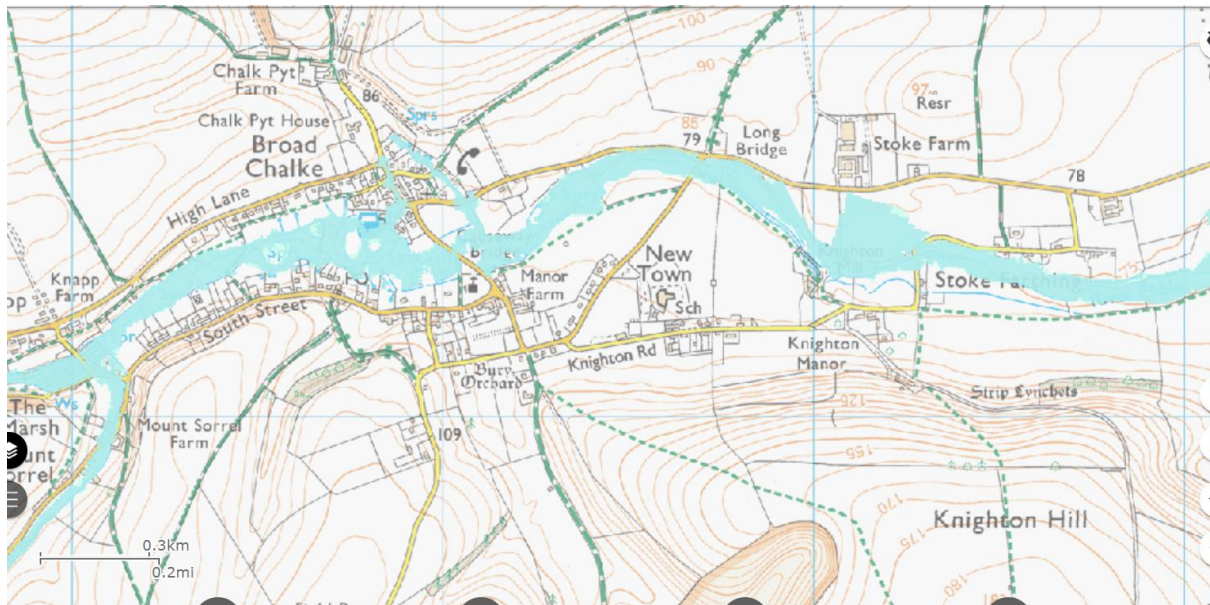 100
Chalk Pyt
Farm
90
86
97
Resr
Sprs
Chalk Pyt House
85
79
Long
Bridge
Broad
Chalke
Stoke Farm
78
High Lane
New
Town
Knapp
Farm
Manor
Farm
Stoke Farthing
Sch
South Street
Knighton Rd
Knighton
Manor
Bury
Orchard
Strip Lynchets
The
Marsh
Ws
125
Mount Sorrel
Farm
109
155
170
175
Knighton Hill
0.3km
0.2mi
180